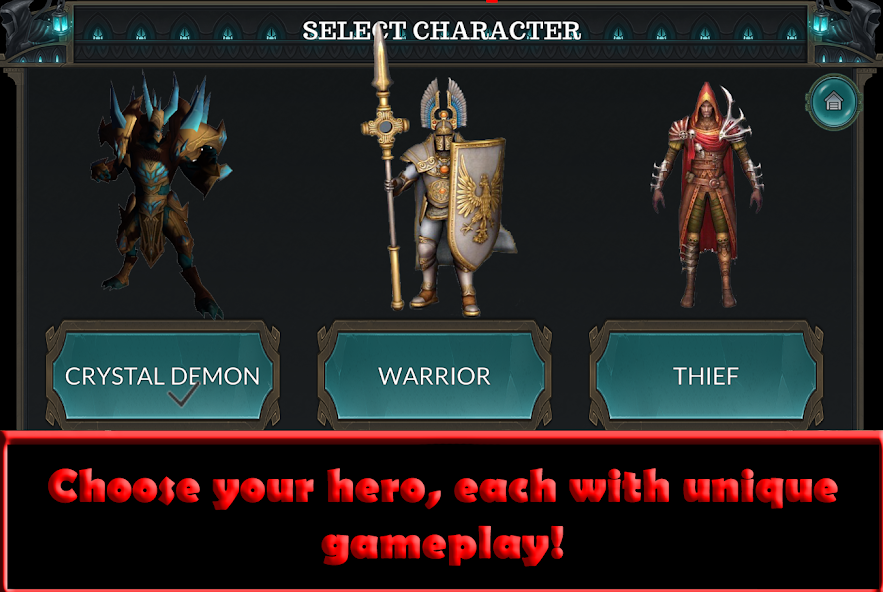 SELECT CHARACTER
CRYSTAL DEMON
WARRIOR
THIEF
Choose your hero, each with unique
gameplay!